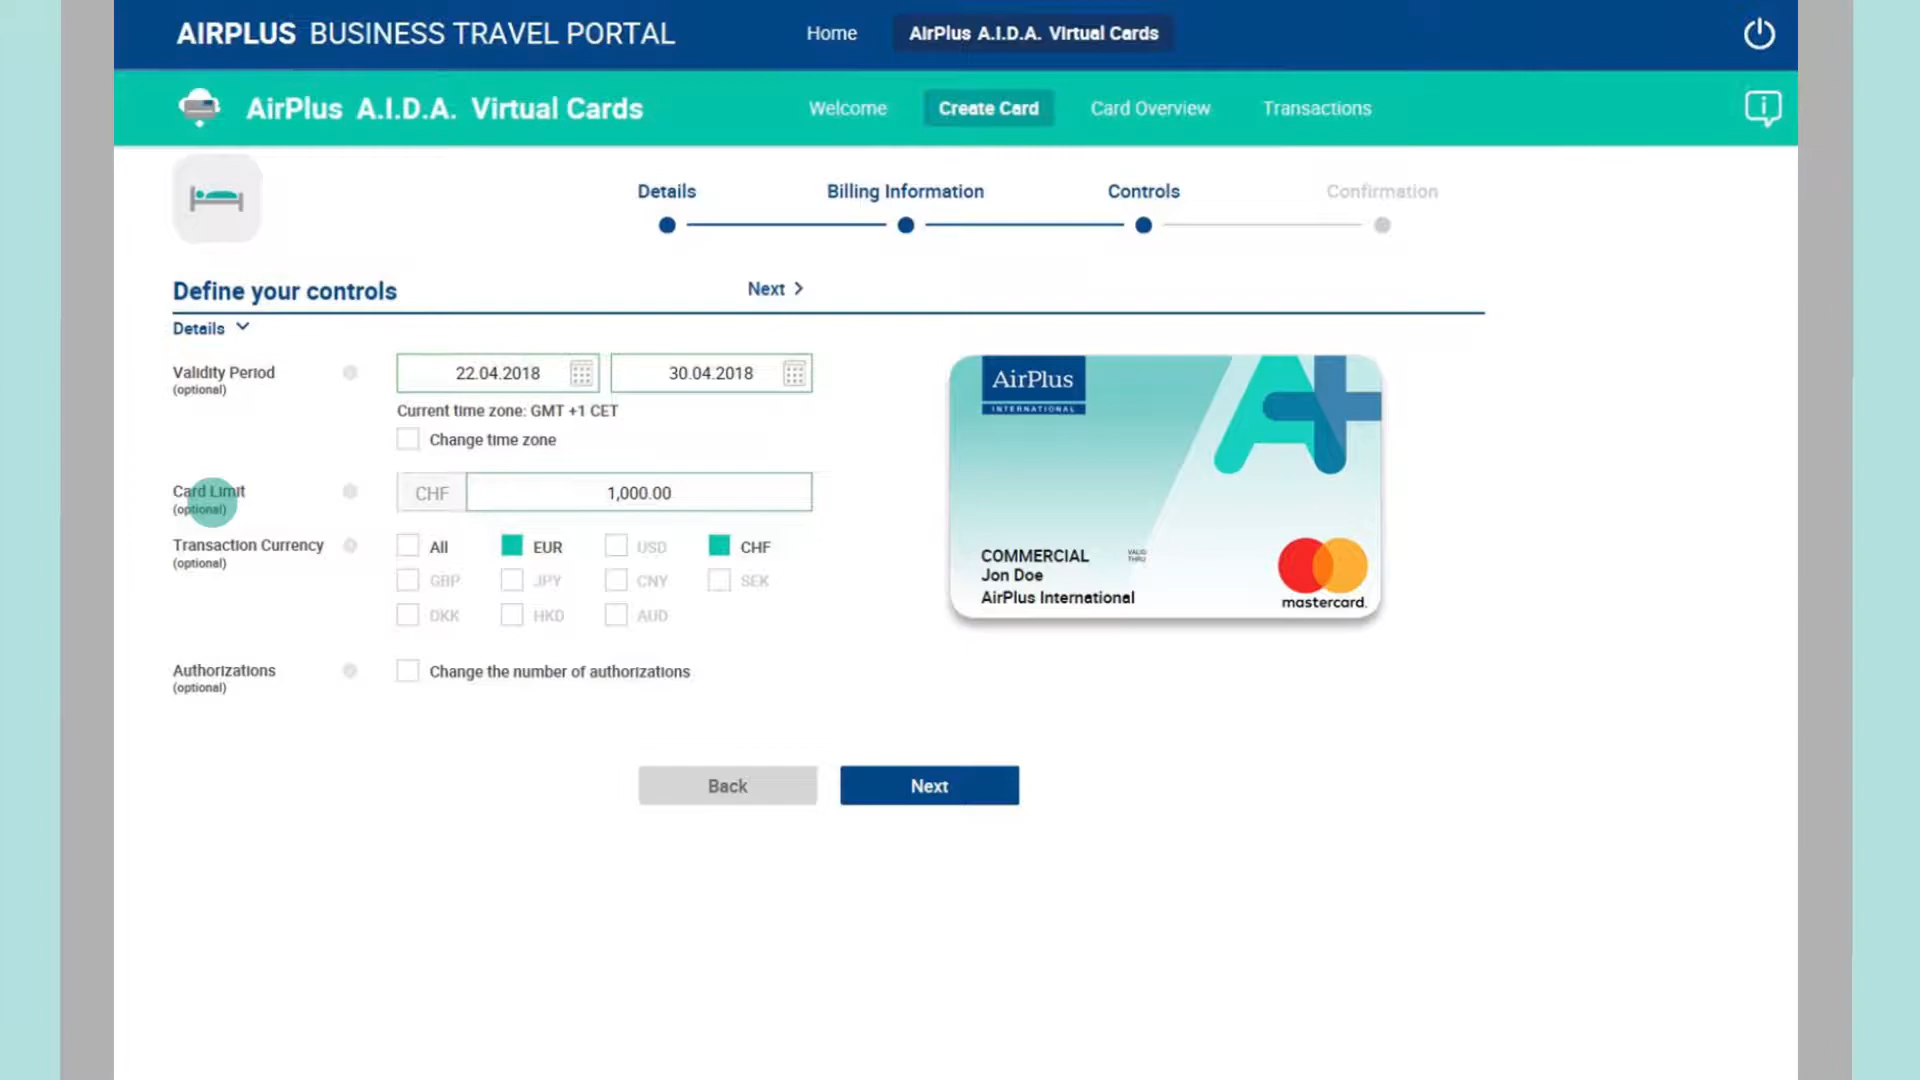 AIRPLUS BUSINESS TRAVEL PORTAL
Home
AirPlus A.I.D.A. Virtual Cards
AirPlus A.I.D.A. Virtual Cards
Welcome
Create Card
Card Overview
Transactions
Details
Billing Information
Controls
Confirmation
Define your controls
Next
Details
Validity Period
(optional)
22.04.2018
30.04.2018
Current time zone: GMT +1 CET
Change time zone
Card Limit
(optional)
CHF
1,000.00
Transaction Currency
(optional)
All
EUR
USD
CHF
GBP
JPY
CNY
SEK
DKK
HKD
AUD
Authorizations
(optional)
Change the number of authorizations
AirPlus
INTERNATIONAL
COMMERCIAL
VALID
THRU
Jon Doe
AirPlus International
mastercard.
Back
Next